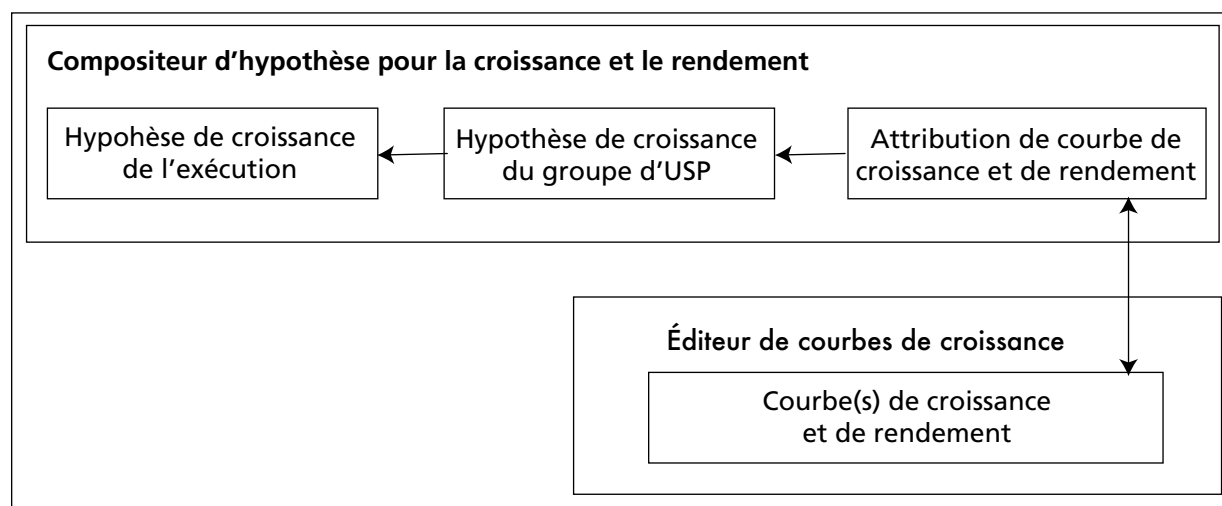 Compositeur d'hypothèse pour la croissance et le rendement
Hypohèse de croissance
de l'exécution
Hypothèse de croissance
du groupe d'USP
Attribution de courbe de
croissance et de rendement
Éditeur de courbes de croissance
Courbe(s) de croissance
et de rendement